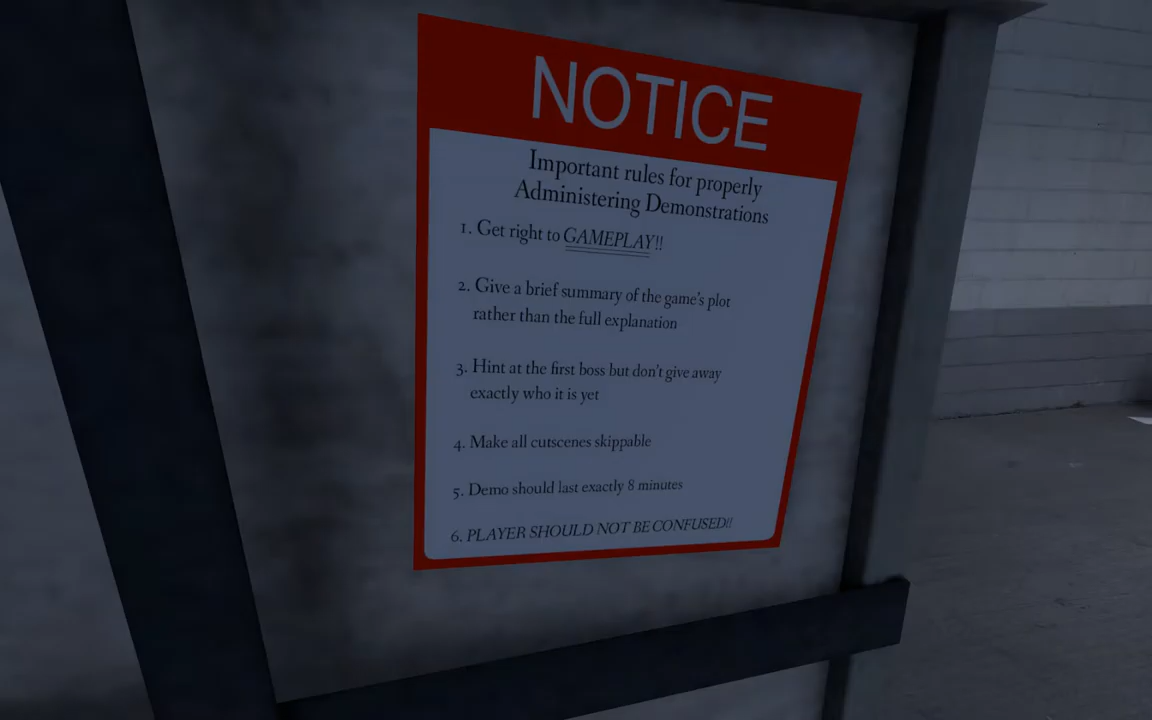 NOTICE
Important rules for properly
Administering Demonstrations
1. Get right to GAMEPLAY!!
2. Give a brief summary of the game's plot
rather than the full explanation
3. Hint at the first boss but don't give away
exactly who it is yet
4. Make all cutscenes skippable
5. Demo should last exactly 8 minutes
6. PLAYER SHOULD NOT BE CONFUSED!!